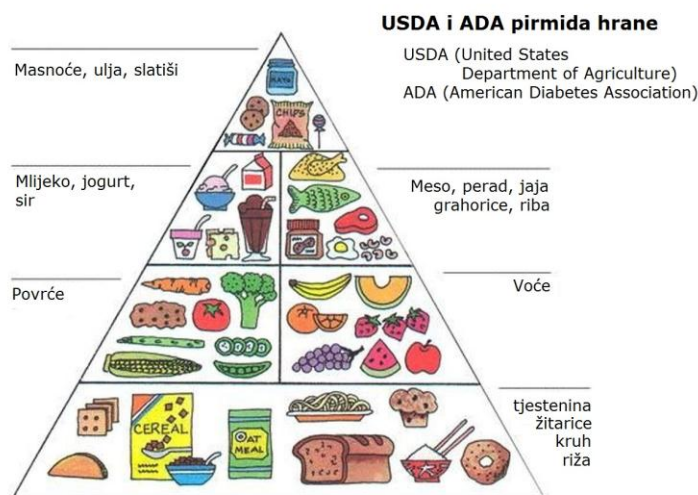 USDA i ADA pirmida hrane
USDA (United States
Department of Agriculture)
ADA (American Diabetes Association)
Masnoće, ulja, slatiši
MAYO
CHIPS
Mlijeko, jogurt,
sir
Meso, perad, jaja
grahorice, riba
Povrće
Voće
CEREAL
OAT
MEAL
tjestenina
žitarice
kruh
riža